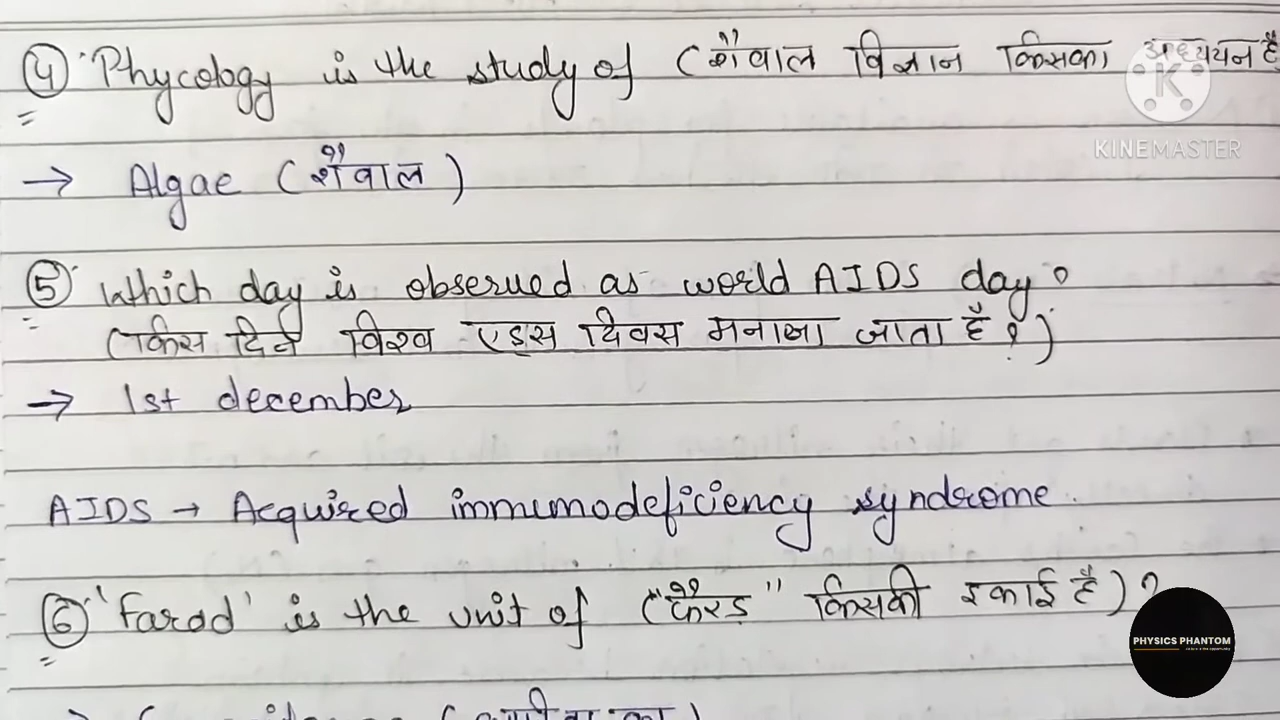 ④ Phycology is the study of (शैवाल विज्ञान किसका अध्ययन है
→ Algae (शैवाल)
⑤ Which day is observed as world AIDS day?
(किस दिन विश्व एड्स दिवस मनाया जाता है?)
→ 1st december
AIDS → Acquired immunodeficiency syndrome.
⑥ 'Farad' is the unit of ("फैरड" किसकी इकाई है)?
KINEMASTER
PHYSICS PHANTOM